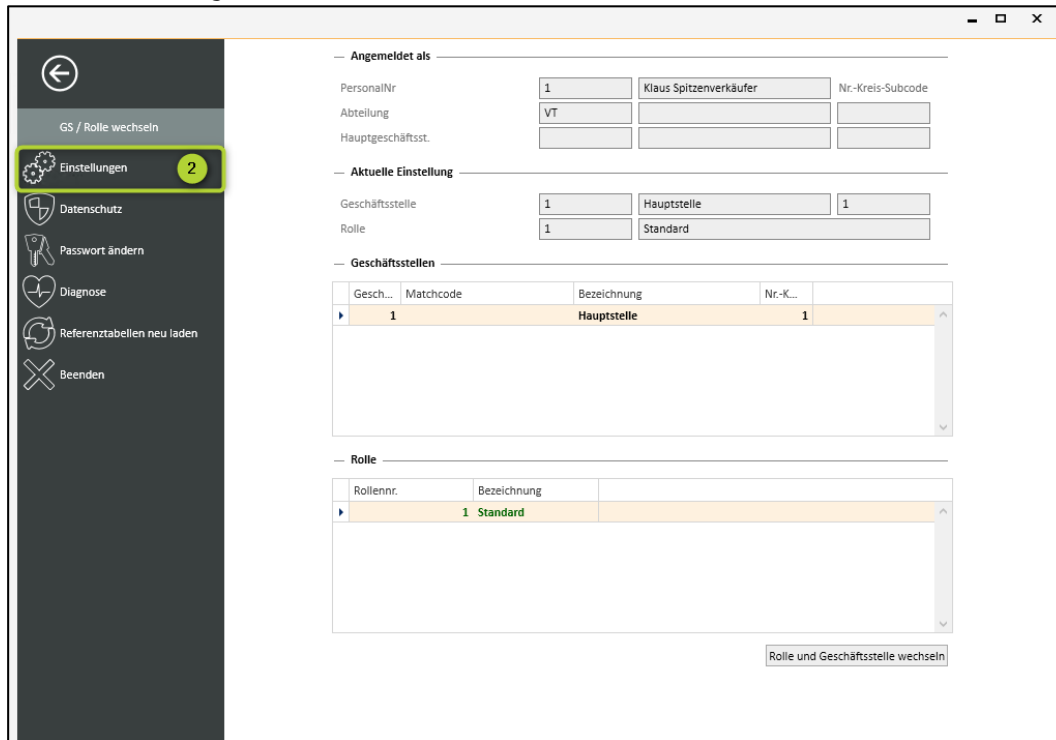 Angemeldet als
PersonalNr 1 Klaus Spitzenverkäufer Nr.-Kreis-Subcode
Abteilung VT
Hauptgeschäftsst.
GS / Rolle wechseln
Einstellungen 2
Datenschutz
Passwort ändern
Diagnose
Referenztabellen neu laden
Beenden
Aktuelle Einstellung
Geschäftsstelle 1 Hauptstelle 1
Rolle 1 Standard
Geschäftsstellen
Gesch... Matchcode Bezeichnung Nr.-K...
1 Hauptstelle 1
Rolle
Rollennr. Bezeichnung
1 Standard
Rolle und Geschäftsstelle wechseln